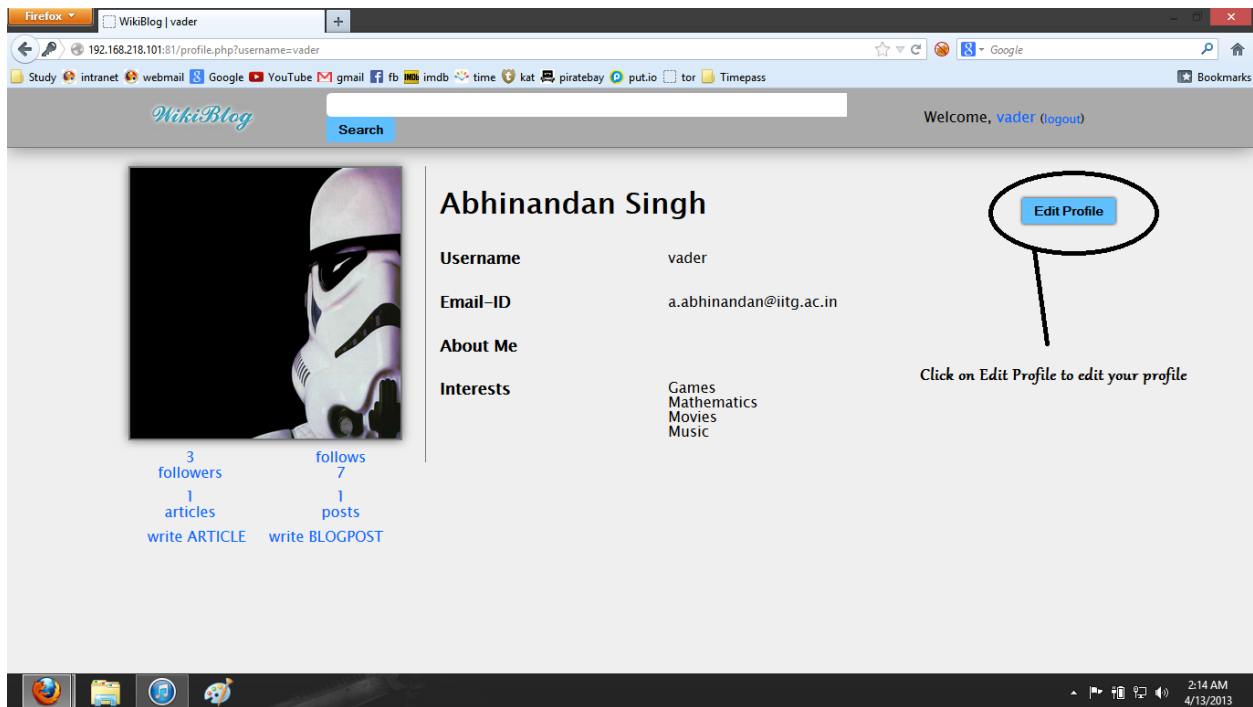 Firefox
WikiBlog | vader
192.168.218.101:81/profile.php?username=vader
Google
Study intranet webmail Google YouTube gmail fb imdb time kat piratebay put.io tor Timepass
Bookmarks
WikiBlog
Search
Welcome, vader (logout)
Abhinandan Singh
Edit Profile
Username vader
Email-ID a.abhinandan@iitg.ac.in
About Me
Click on Edit Profile to edit your profile
Interests Games
Mathematics
Movies
Music
3 follows
followers 7
1 1
articles posts
write ARTICLE write BLOGPOST
2:14 AM
4/13/2013